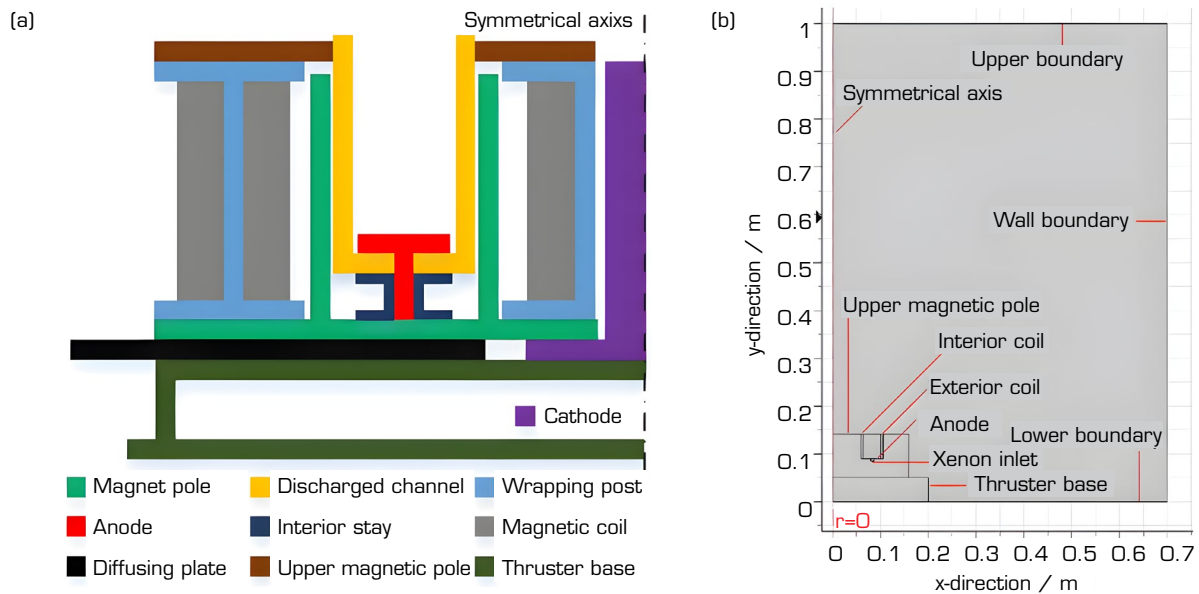 (a)
Symmetrical axixs
Cathode
Magnet pole
Discharged channel
Wrapping post
Anode
Interior stay
Magnetic coil
Diffusing plate
Upper magnetic pole
Thruster base
(b)
1
0.9
0.8
0.7
0.6
0.5
0.4
0.3
0.2
0.1
0
y-direction / m
Upper boundary
Symmetrical axis
Wall boundary
Upper magnetic pole
Interior coil
Exterior coil
Anode
Lower boundary
Xenon inlet
Thruster base
r=0
0 0.1 0.2 0.3 0.4 0.5 0.6 0.7
x-direction / m